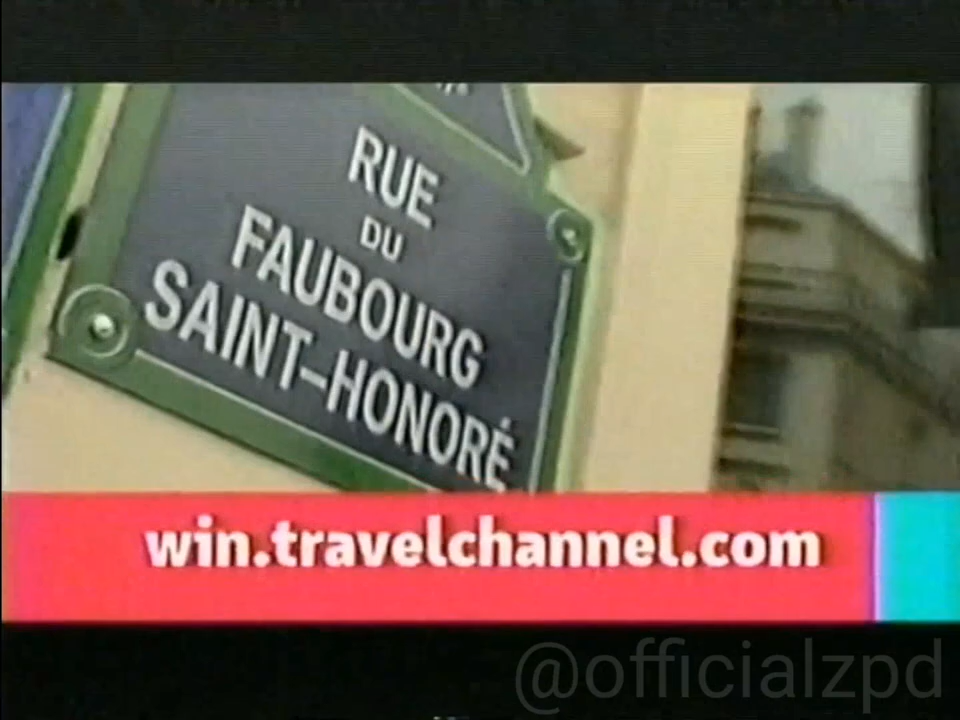 RUE
DU
FAUBOURG
SAINT-HONORÉ
win.travelchannel.com
@officialzpd